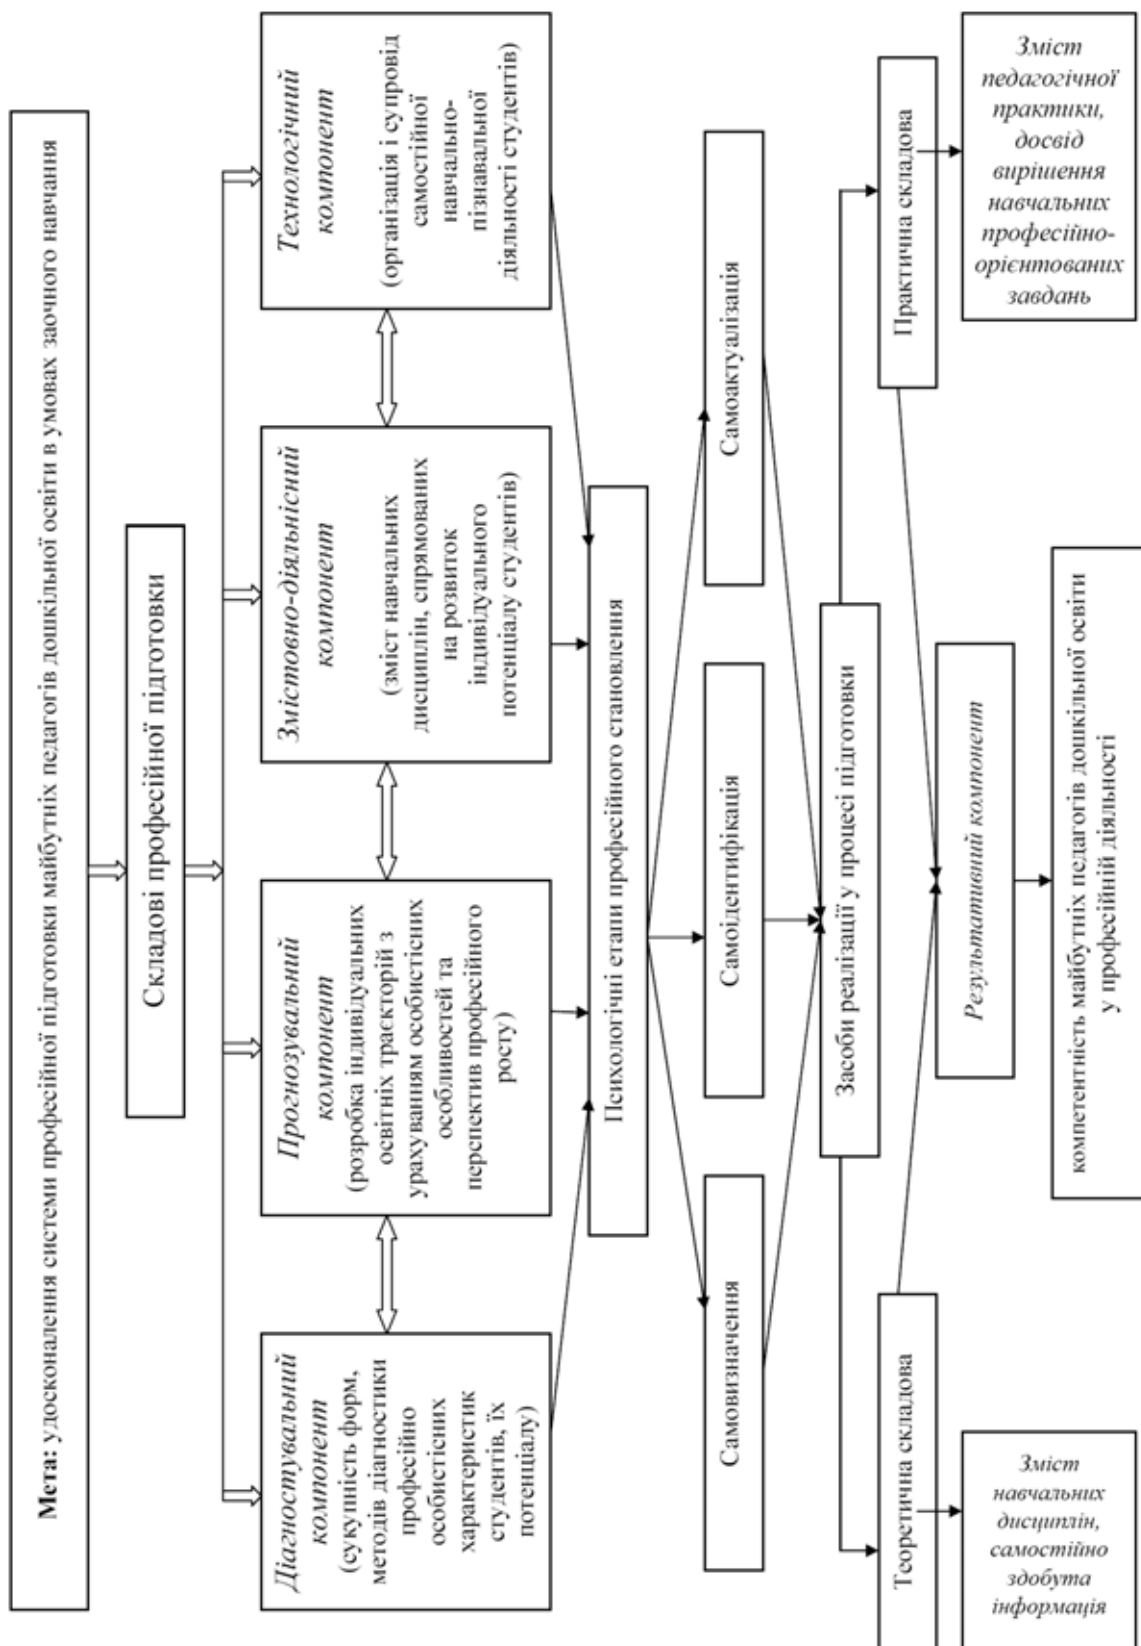 Мета: удосконалення системи професійної підготовки майбутніх педагогів дошкільної освіти в умовах заочного навчання
Складові професійної підготовки
Діагностувальний
компонент
(сукупність форм,
методів діагностики
професійно
особистісних
характеристик
студентів, їх
потенціалу)
Прогнозувальний
компонент
(розробка індивідуальних
освітніх траєкторій з
урахуванням особистісних
особливостей та
перспектив професійного
росту)
Змістовно-діяльнісний
компонент
(зміст навчальних
дисциплін, спрямованих
на розвиток
індивідуального
потенціалу студентів)
Технологічний
компонент
(організація і супровід
самостійної
навчально-
пізнавальної
діяльності студентів)
Психологічні етапи професійного становлення
Самовизначення
Самоідентифікація
Самоактуалізація
Засоби реалізації у процесі підготовки
Теоретична складова
Практична складова
Зміст
навчальних
дисциплін,
самостійно
здобута
інформація
Результативний компонент
Зміст
педагогічної
практики,
досвід
вирішення
навчальних
професійно-
орієнтованих
завдань
компетентність майбутніх педагогів дошкільної освіти
у професійній діяльності